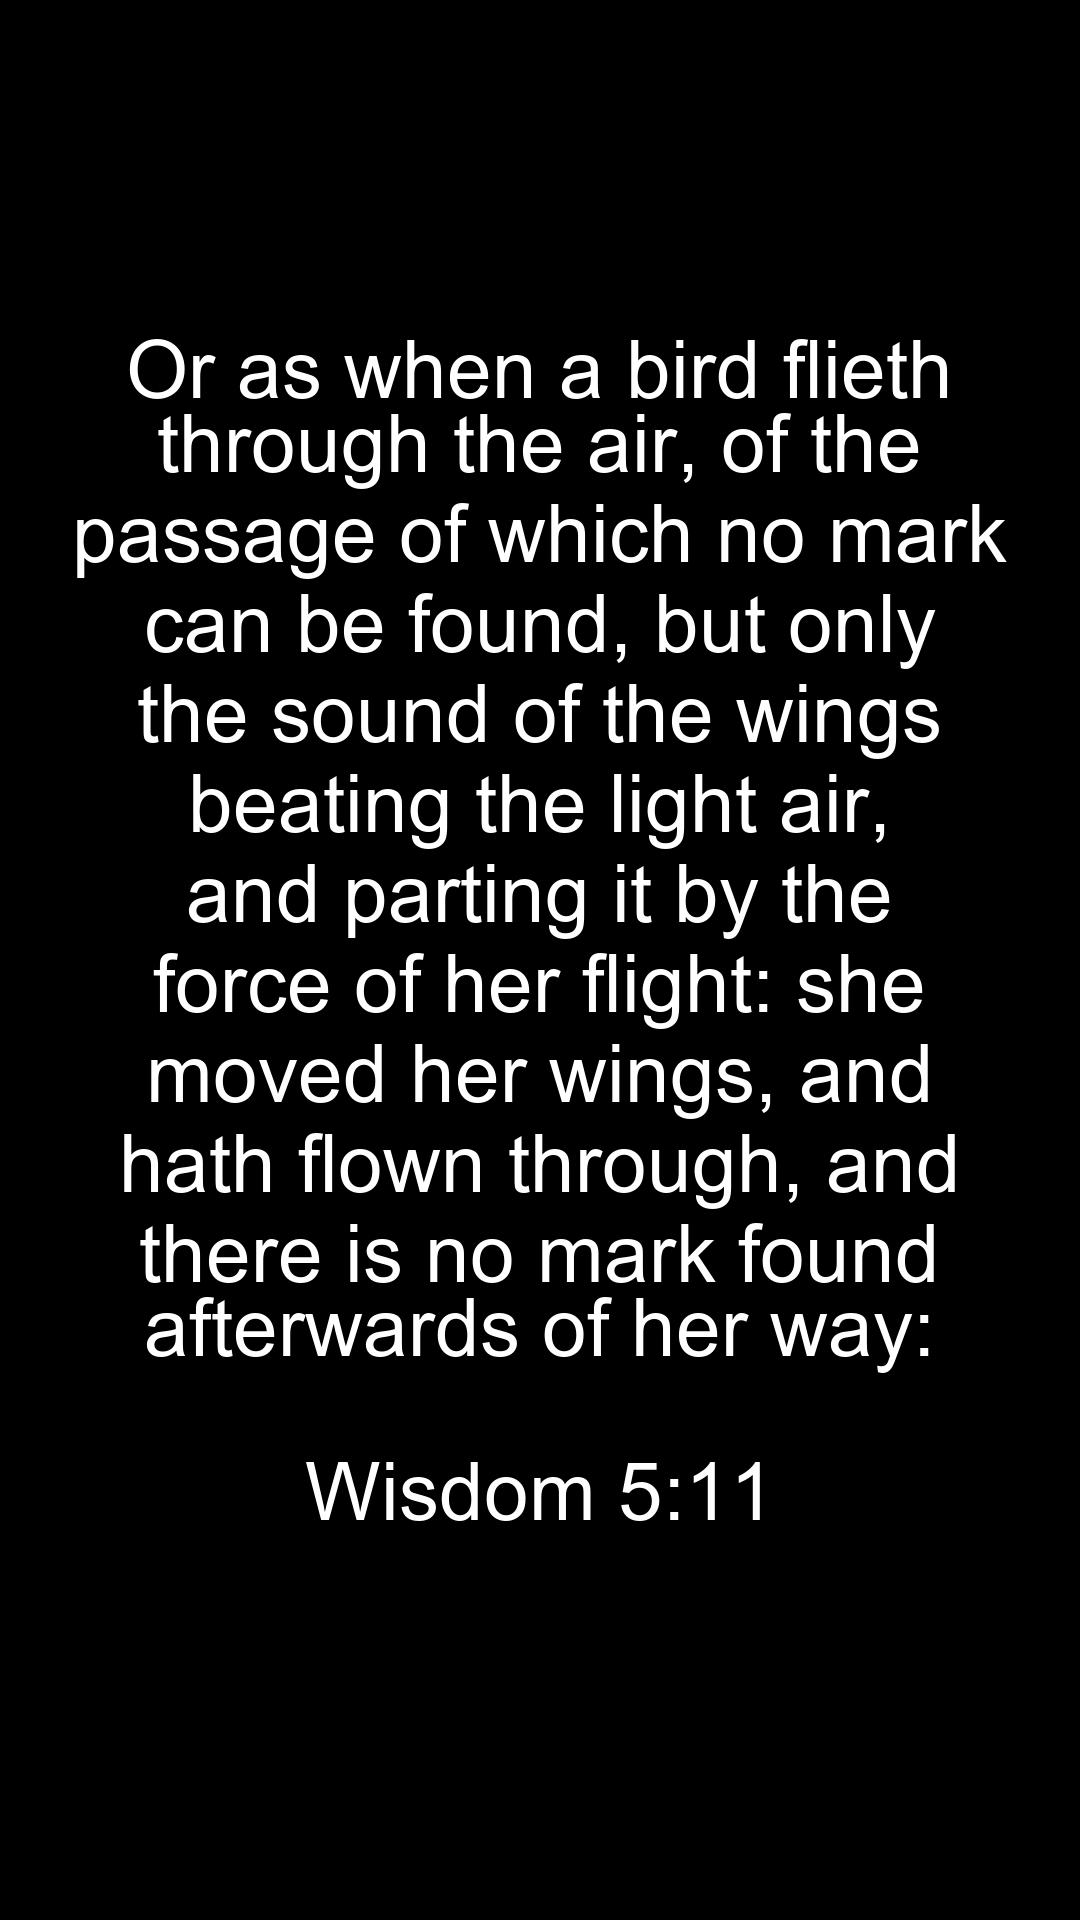 Or as when a bird flieth
through the air, of the
passage of which no mark
can be found, but only
the sound of the wings
beating the light air,
and parting it by the
force of her flight: she
moved her wings, and
hath flown through, and
there is no mark found
afterwards of her way:
Wisdom 5:11